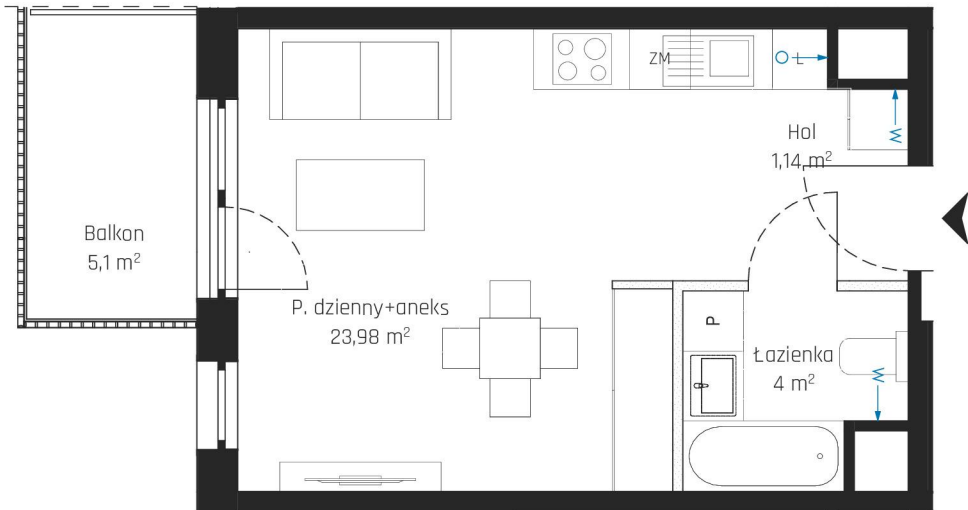 ZM
L
W
Hol
1,14 m²
Balkon
5,1 m²
P. dzienny+aneks
23,98 m²
P
Łazienka
4 m²
W